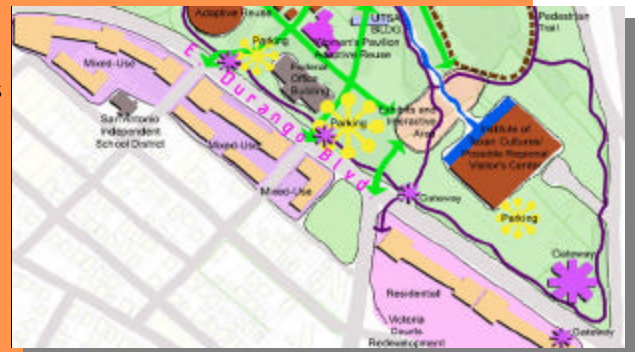 Adaptive Reuse
UTSA
BLDG
Pedestrian
Trail
Parking
Women's Pavilion
Adaptive Reuse
Mixed-Use
Federal
Office
Building
E. Durango Blvd.
San Antonio
Independent
School District
Parking
Exhibits and
Interactive
Area
Mixed-Use
Institute of
Texan Cultures/
Possible Regional
Visitor's Center
Mixed-Use
Gateway
Parking
Gateway
Residential
Victoria
Courts
Redevelopment
Gateway
s